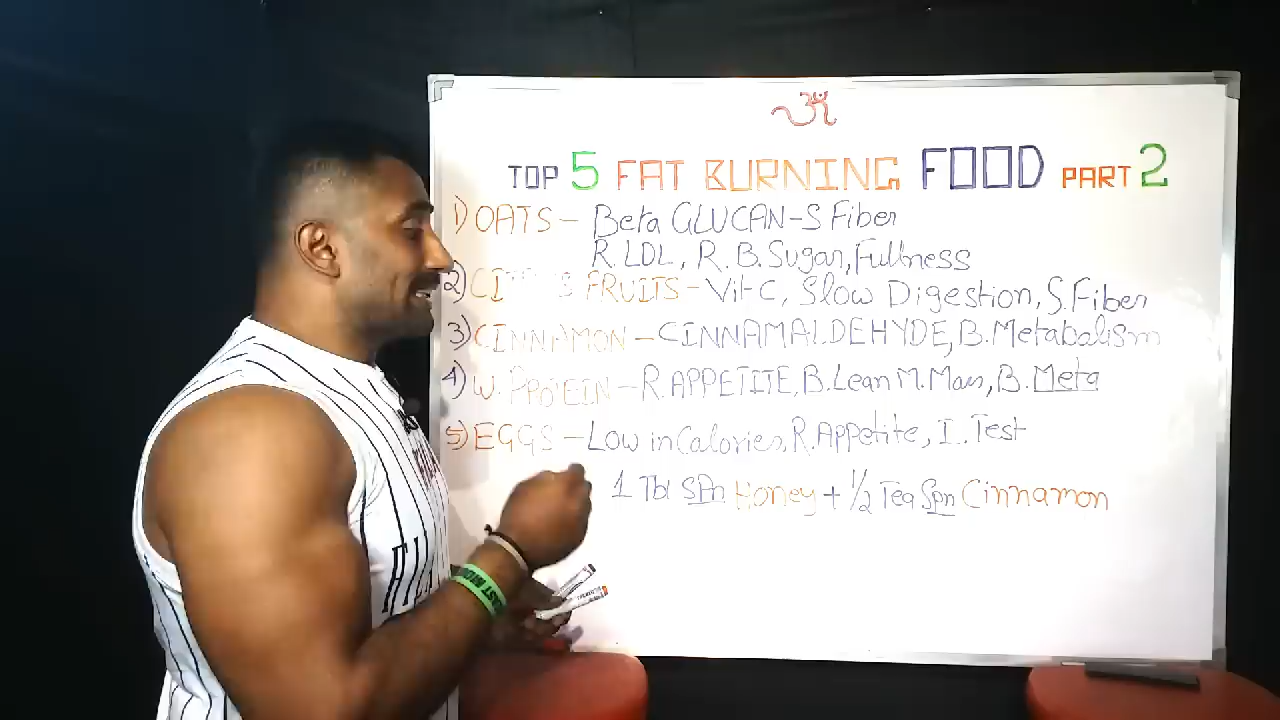 ॐ
TOP 5 FAT BURNING FOOD PART 2
1) OATS - Beta GLUCAN-S Fiber
R. LDL, R. B. Sugar, Fullness
2) FRUITS - Vit-C, Slow Digestion, S. Fiber
3) CINNAMON - CINNAMALDEHYDE, B. Metabalism
4) W. PROTEIN - R. APPETITE, B. Lean M. Mass, B. Meta
5) EGGS - Low in Calories, R. Appetite, I. Test
1 Tbl SPn Honey + 1/2 Tea Spn Cinnamon